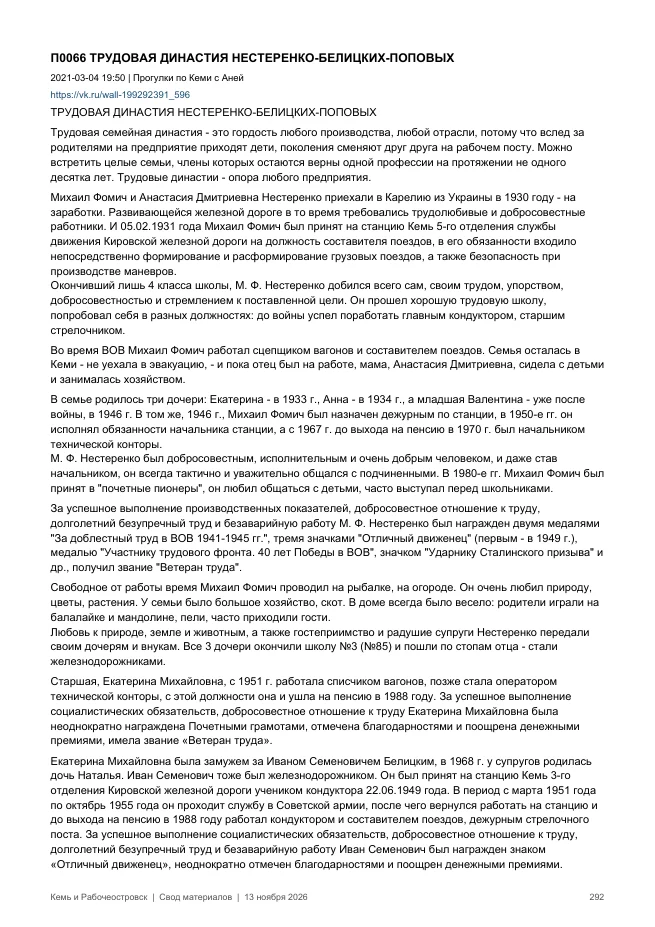 П0066 ТРУДОВАЯ ДИНАСТИЯ НЕСТЕРЕНКО-БЕЛИЦКИХ-ПОПОВЫХ
2021-03-04 19:50 | Прогулки по Кеми с Аней
https://vk.ru/wall-199292391_596
ТРУДОВАЯ ДИНАСТИЯ НЕСТЕРЕНКО-БЕЛИЦКИХ-ПОПОВЫХ
Трудовая семейная династия - это гордость любого производства, любой отрасли, потому что вслед за
родителями на предприятие приходят дети, поколения сменяют друг друга на рабочем посту. Можно
встретить целые семьи, члены которых остаются верны одной профессии на протяжении не одного
десятка лет. Трудовые династии - опора любого предприятия.
Михаил Фомич и Анастасия Дмитриевна Нестеренко приехали в Карелию из Украины в 1930 году - на
заработки. Развивающейся железной дороге в то время требовались трудолюбивые и добросовестные
работники. И 05.02.1931 года Михаил Фомич был принят на станцию Кемь 5-го отделения службы
движения Кировской железной дороги на должность составителя поездов, в его обязанности входило
непосредственно формирование и расформирование грузовых поездов, а также безопасность при
производстве маневров.
Окончивший лишь 4 класса школы, М. Ф. Нестеренко добился всего сам, своим трудом, упорством,
добросовестностью и стремлением к поставленной цели. Он прошел хорошую трудовую школу,
попробовал себя в разных должностях: до войны успел поработать главным кондуктором, старшим
стрелочником.
Во время ВОВ Михаил Фомич работал сцепщиком вагонов и составителем поездов. Семья осталась в
Кеми - не уехала в эвакуацию, - и пока отец был на работе, мама, Анастасия Дмитриевна, сидела с детьми
и занималась хозяйством.
В семье родилось три дочери: Екатерина - в 1933 г., Анна - в 1934 г., а младшая Валентина - уже после
войны, в 1946 г. В том же, 1946 г., Михаил Фомич был назначен дежурным по станции, в 1950-е гг. он
исполнял обязанности начальника станции, а с 1967 г. до выхода на пенсию в 1970 г. был начальником
технической конторы.
М. Ф. Нестеренко был добросовестным, исполнительным и очень добрым человеком, и даже став
начальником, он всегда тактично и уважительно общался с подчиненными. В 1980-е гг. Михаил Фомич был
принят в "почетные пионеры", он любил общаться с детьми, часто выступал перед школьниками.
За успешное выполнение производственных показателей, добросовестное отношение к труду,
долголетний безупречный труд и безаварийную работу М. Ф. Нестеренко был награжден двумя медалями
"За доблестный труд в ВОВ 1941-1945 гг.", тремя значками "Отличный движенец" (первым - в 1949 г.),
медалью "Участнику трудового фронта. 40 лет Победы в ВОВ", значком "Ударнику Сталинского призыва" и
др., получил звание "Ветеран труда".
Свободное от работы время Михаил Фомич проводил на рыбалке, на огороде. Он очень любил природу,
цветы, растения. У семьи было большое хозяйство, скот. В доме всегда было весело: родители играли на
балалайке и мандолине, пели, часто приходили гости.
Любовь к природе, земле и животным, а также гостеприимство и радушие супруги Нестеренко передали
своим дочерям и внукам. Все 3 дочери окончили школу №3 (№85) и пошли по стопам отца - стали
железнодорожниками.
Старшая, Екатерина Михайловна, с 1951 г. работала списчиком вагонов, позже стала оператором
технической конторы, с этой должности она и ушла на пенсию в 1988 году. За успешное выполнение
социалистических обязательств, добросовестное отношение к труду Екатерина Михайловна была
неоднократно награждена Почетными грамотами, отмечена благодарностями и поощрена денежными
премиями, имела звание «Ветеран труда».
Екатерина Михайловна была замужем за Иваном Семеновичем Белицким, в 1968 г. у супругов родилась
дочь Наталья. Иван Семенович тоже был железнодорожником. Он был принят на станцию Кемь 3-го
отделения Кировской железной дороги учеником кондуктора 22.06.1949 года. В период с марта 1951 года
по октябрь 1955 года он проходит службу в Советской армии, после чего вернулся работать на станцию и
до выхода на пенсию в 1988 году работал кондуктором и составителем поездов, дежурным стрелочного
поста. За успешное выполнение социалистических обязательств, добросовестное отношение к труду,
долголетний безупречный труд и безаварийную работу Иван Семенович был награжден знаком
«Отличный движенец», неоднократно отмечен благодарностями и поощрен денежными премиями.
Кемь и Рабочеостровск | Свод материалов | 13 ноября 2026
292